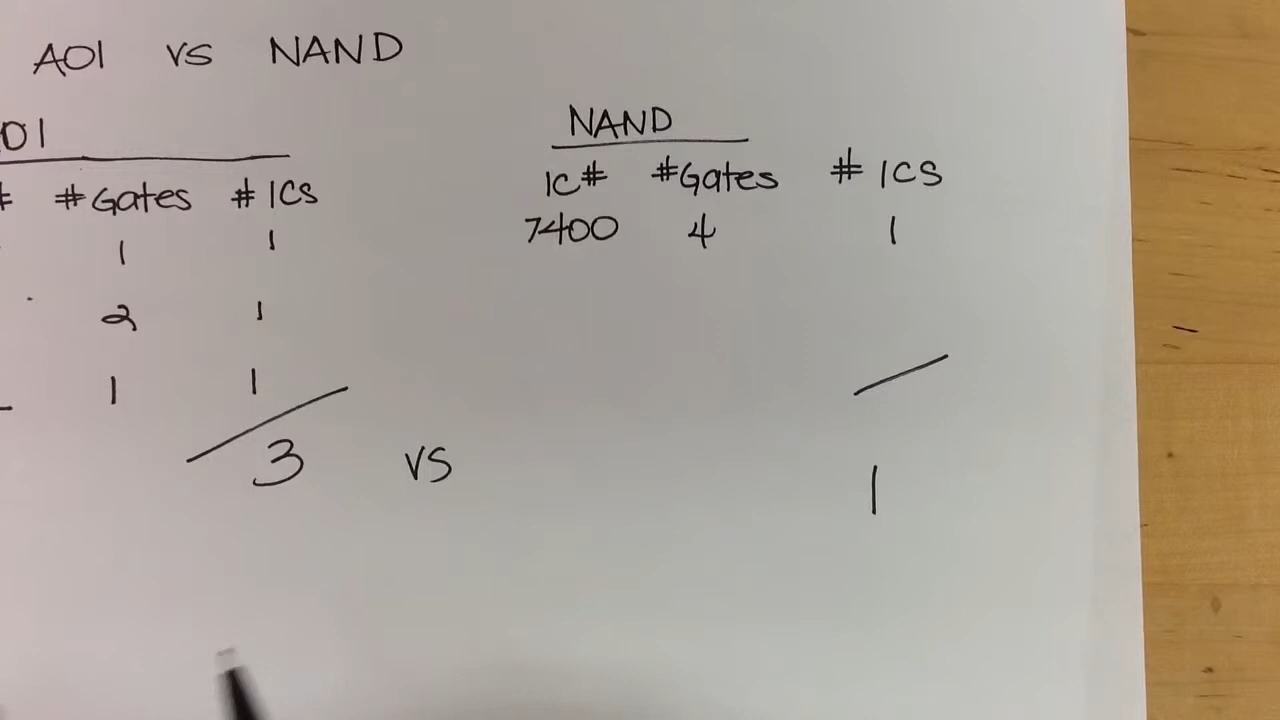 AOI vs NAND
OI
# #Gates # ICs
1 1
2 1
1 1
3 vs
NAND
IC# #Gates # ICS
7400 4 1
1